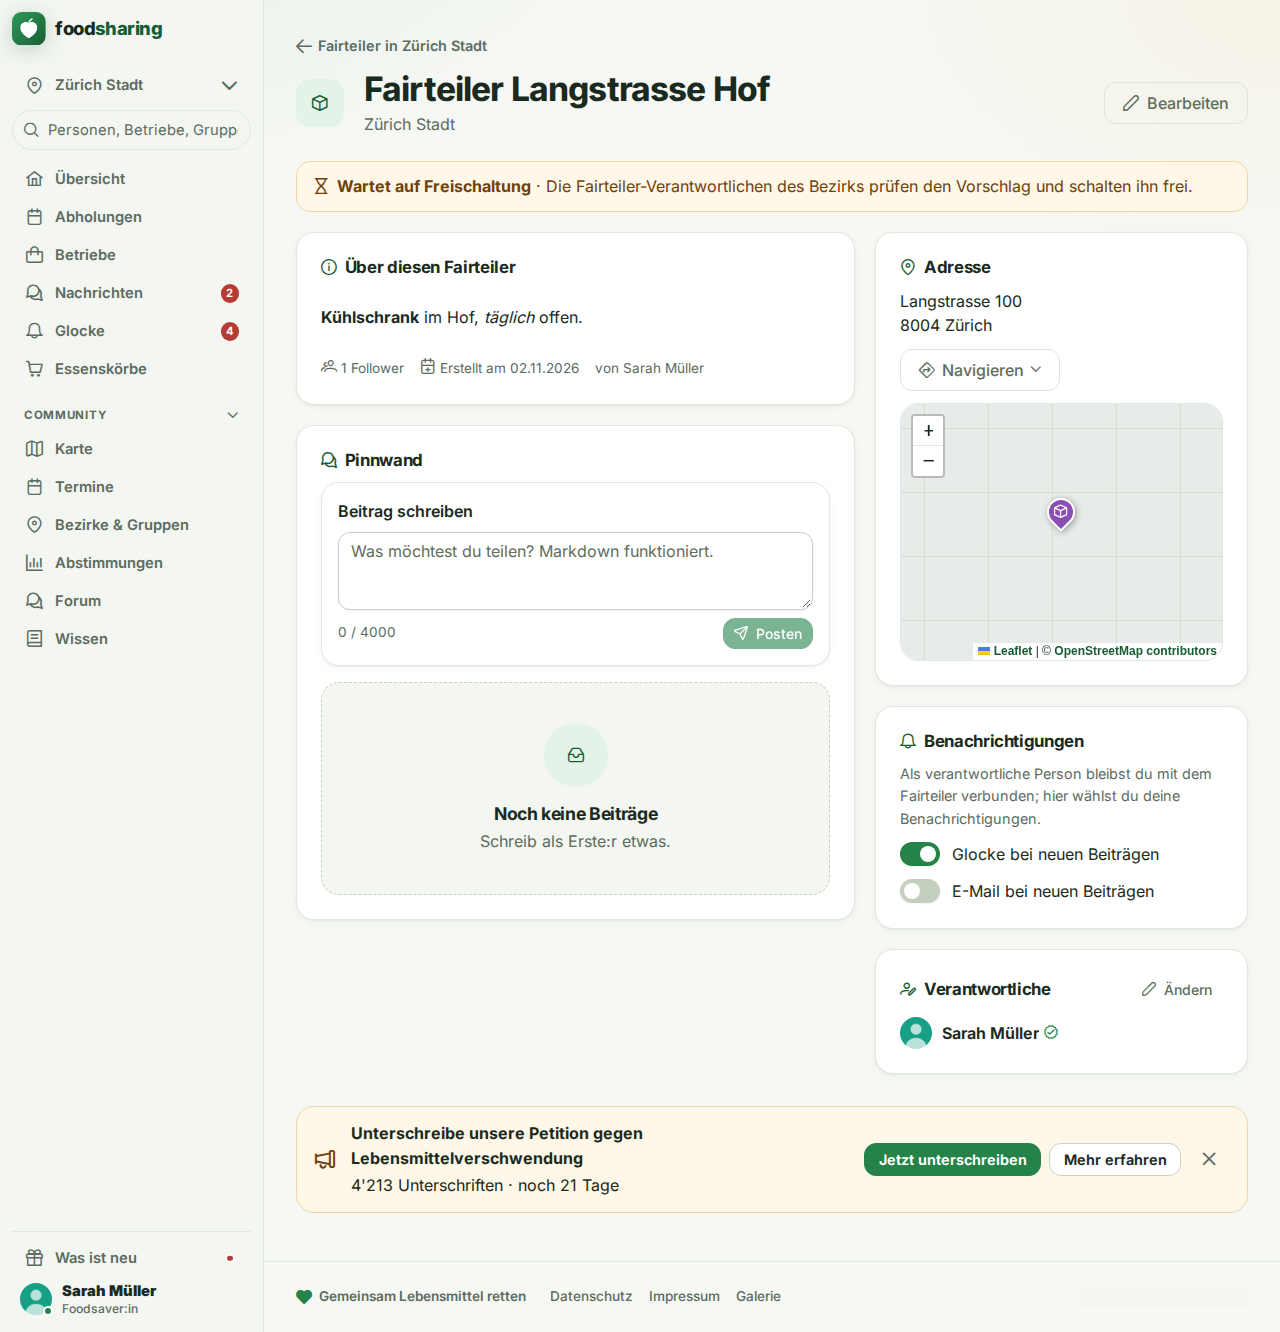 foodsharing
Zürich Stadt
Personen, Betriebe, Grupp
Übersicht
Abholungen
Betriebe
Nachrichten 2
Glocke 4
Essenskörbe
COMMUNITY
Karte
Termine
Bezirke & Gruppen
Abstimmungen
Forum
Wissen
Was ist neu
Sarah Müller
Foodsaver:in
Fairteiler in Zürich Stadt
Fairteiler Langstrasse Hof
Zürich Stadt
Bearbeiten
Wartet auf Freischaltung · Die Fairteiler-Verantwortlichen des Bezirks prüfen den Vorschlag und schalten ihn frei.
Über diesen Fairteiler
Kühlschrank im Hof, täglich offen.
1 Follower Erstellt am 02.11.2026 von Sarah Müller
Pinnwand
Beitrag schreiben
Was möchtest du teilen? Markdown funktioniert.
0 / 4000
Posten
Noch keine Beiträge
Schreib als Erste:r etwas.
Adresse
Langstrasse 100
8004 Zürich
Navigieren
+
−
Leaflet | © OpenStreetMap contributors
Benachrichtigungen
Als verantwortliche Person bleibst du mit dem
Fairteiler verbunden; hier wählst du deine
Benachrichtigungen.
Glocke bei neuen Beiträgen
E-Mail bei neuen Beiträgen
Verantwortliche
Ändern
Sarah Müller
Unterschreibe unsere Petition gegen
Lebensmittelverschwendung
4'213 Unterschriften · noch 21 Tage
Jetzt unterschreiben
Mehr erfahren
Gemeinsam Lebensmittel retten Datenschutz Impressum Galerie